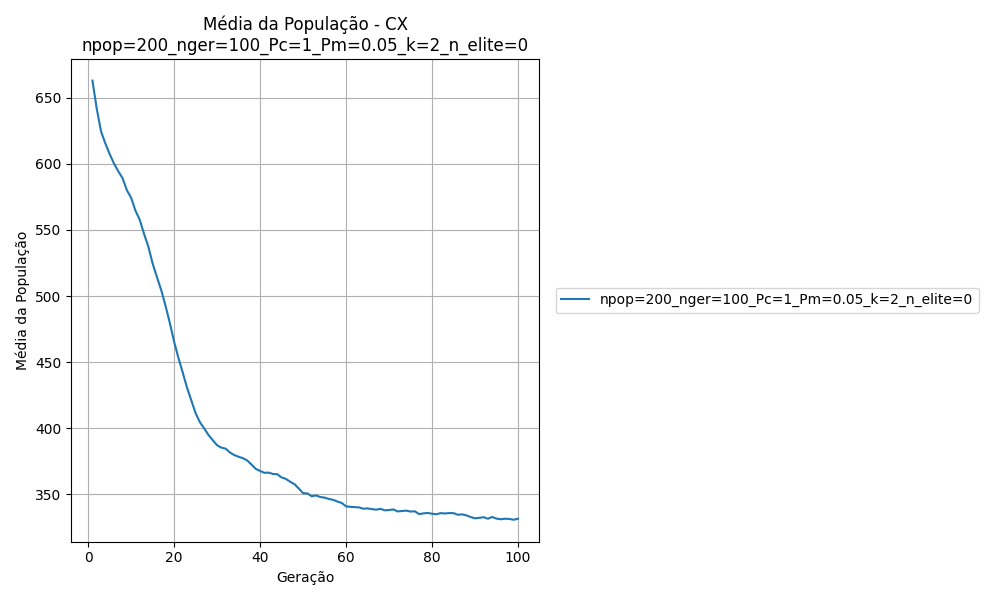 Média da População - CX
npop=200_nger=100_Pc=1_Pm=0.05_k=2_n_elite=0
Média da População
650
600
550
500
450
400
350
0
20
40
60
80
100
Geração
npop=200_nger=100_Pc=1_Pm=0.05_k=2_n_elite=0